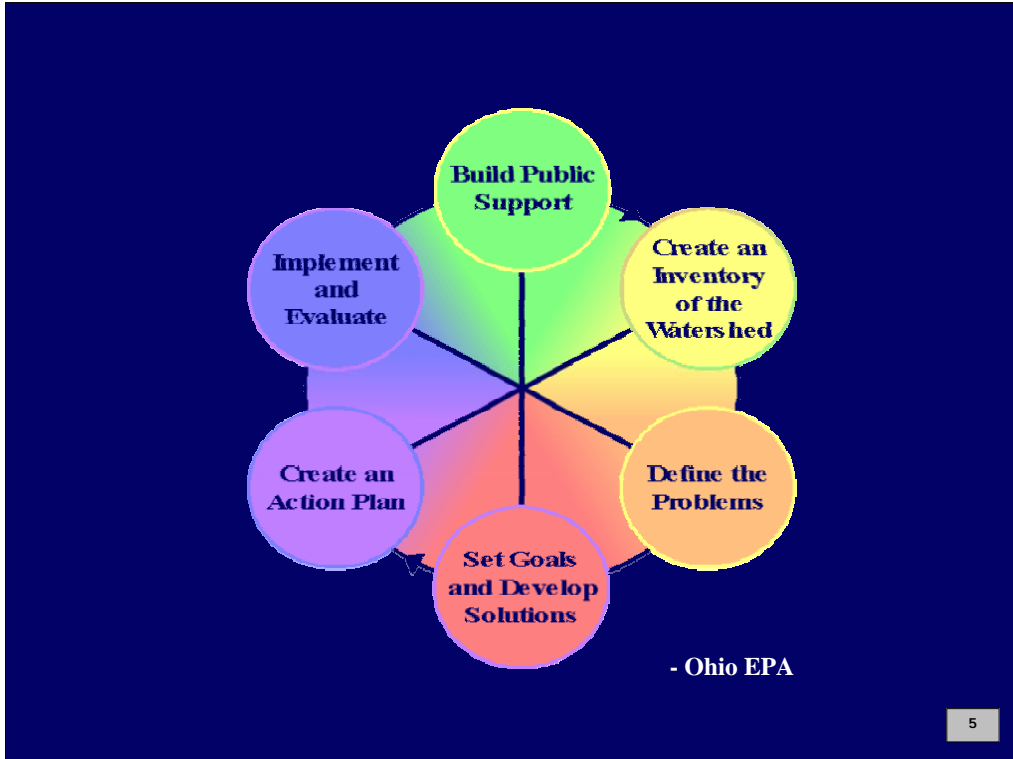 Build Public
Support
Create an
Inventory
of the
Watershed
Define the
Problems
Set Goals
and Develop
Solutions
Create an
Action Plan
Implement
and
Evaluate
- Ohio EPA
5